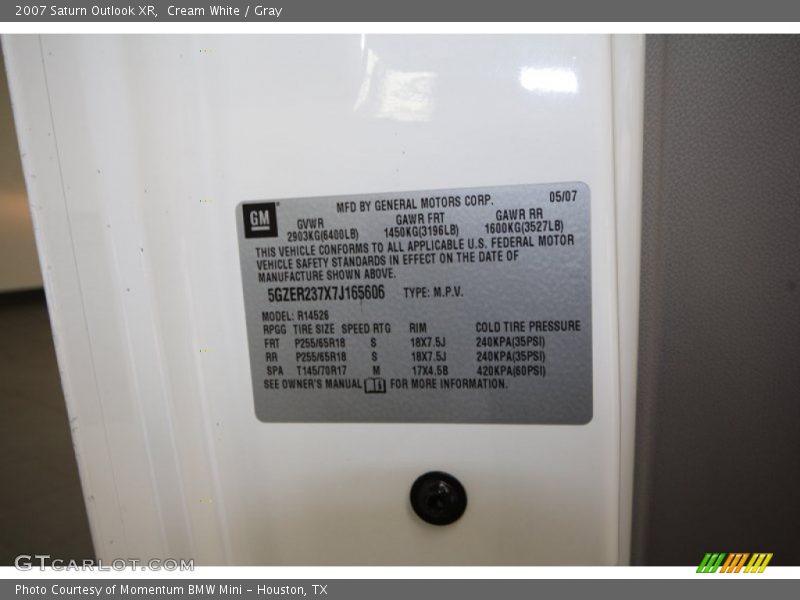 2007 Saturn Outlook XR,  Cream White / Gray
GM
MFD BY GENERAL MOTORS CORP.
05/07
GVWR GAWR FRT GAWR RR
2903KG(6400LB) 1450KG(3196LB) 1600KG(3527LB)
THIS VEHICLE CONFORMS TO ALL APPLICABLE U.S. FEDERAL MOTOR
VEHICLE SAFETY STANDARDS IN EFFECT ON THE DATE OF
MANUFACTURE SHOWN ABOVE.
5GZER237X7J165606 TYPE: M.P.V.
MODEL: R14526
RPGG TIRE SIZE SPEED RTG RIM COLD TIRE PRESSURE
FRT P255/65R18 S 18X7.5J 240KPA(35PSI)
RR P255/65R18 S 18X7.5J 240KPA(35PSI)
SPA T145/70R17 M 17X4.5B 420KPA(60PSI)
SEE OWNER'S MANUAL FOR MORE INFORMATION.
GTCARLOT.COM
Photo Courtesy of Momentum BMW Mini - Houston, TX